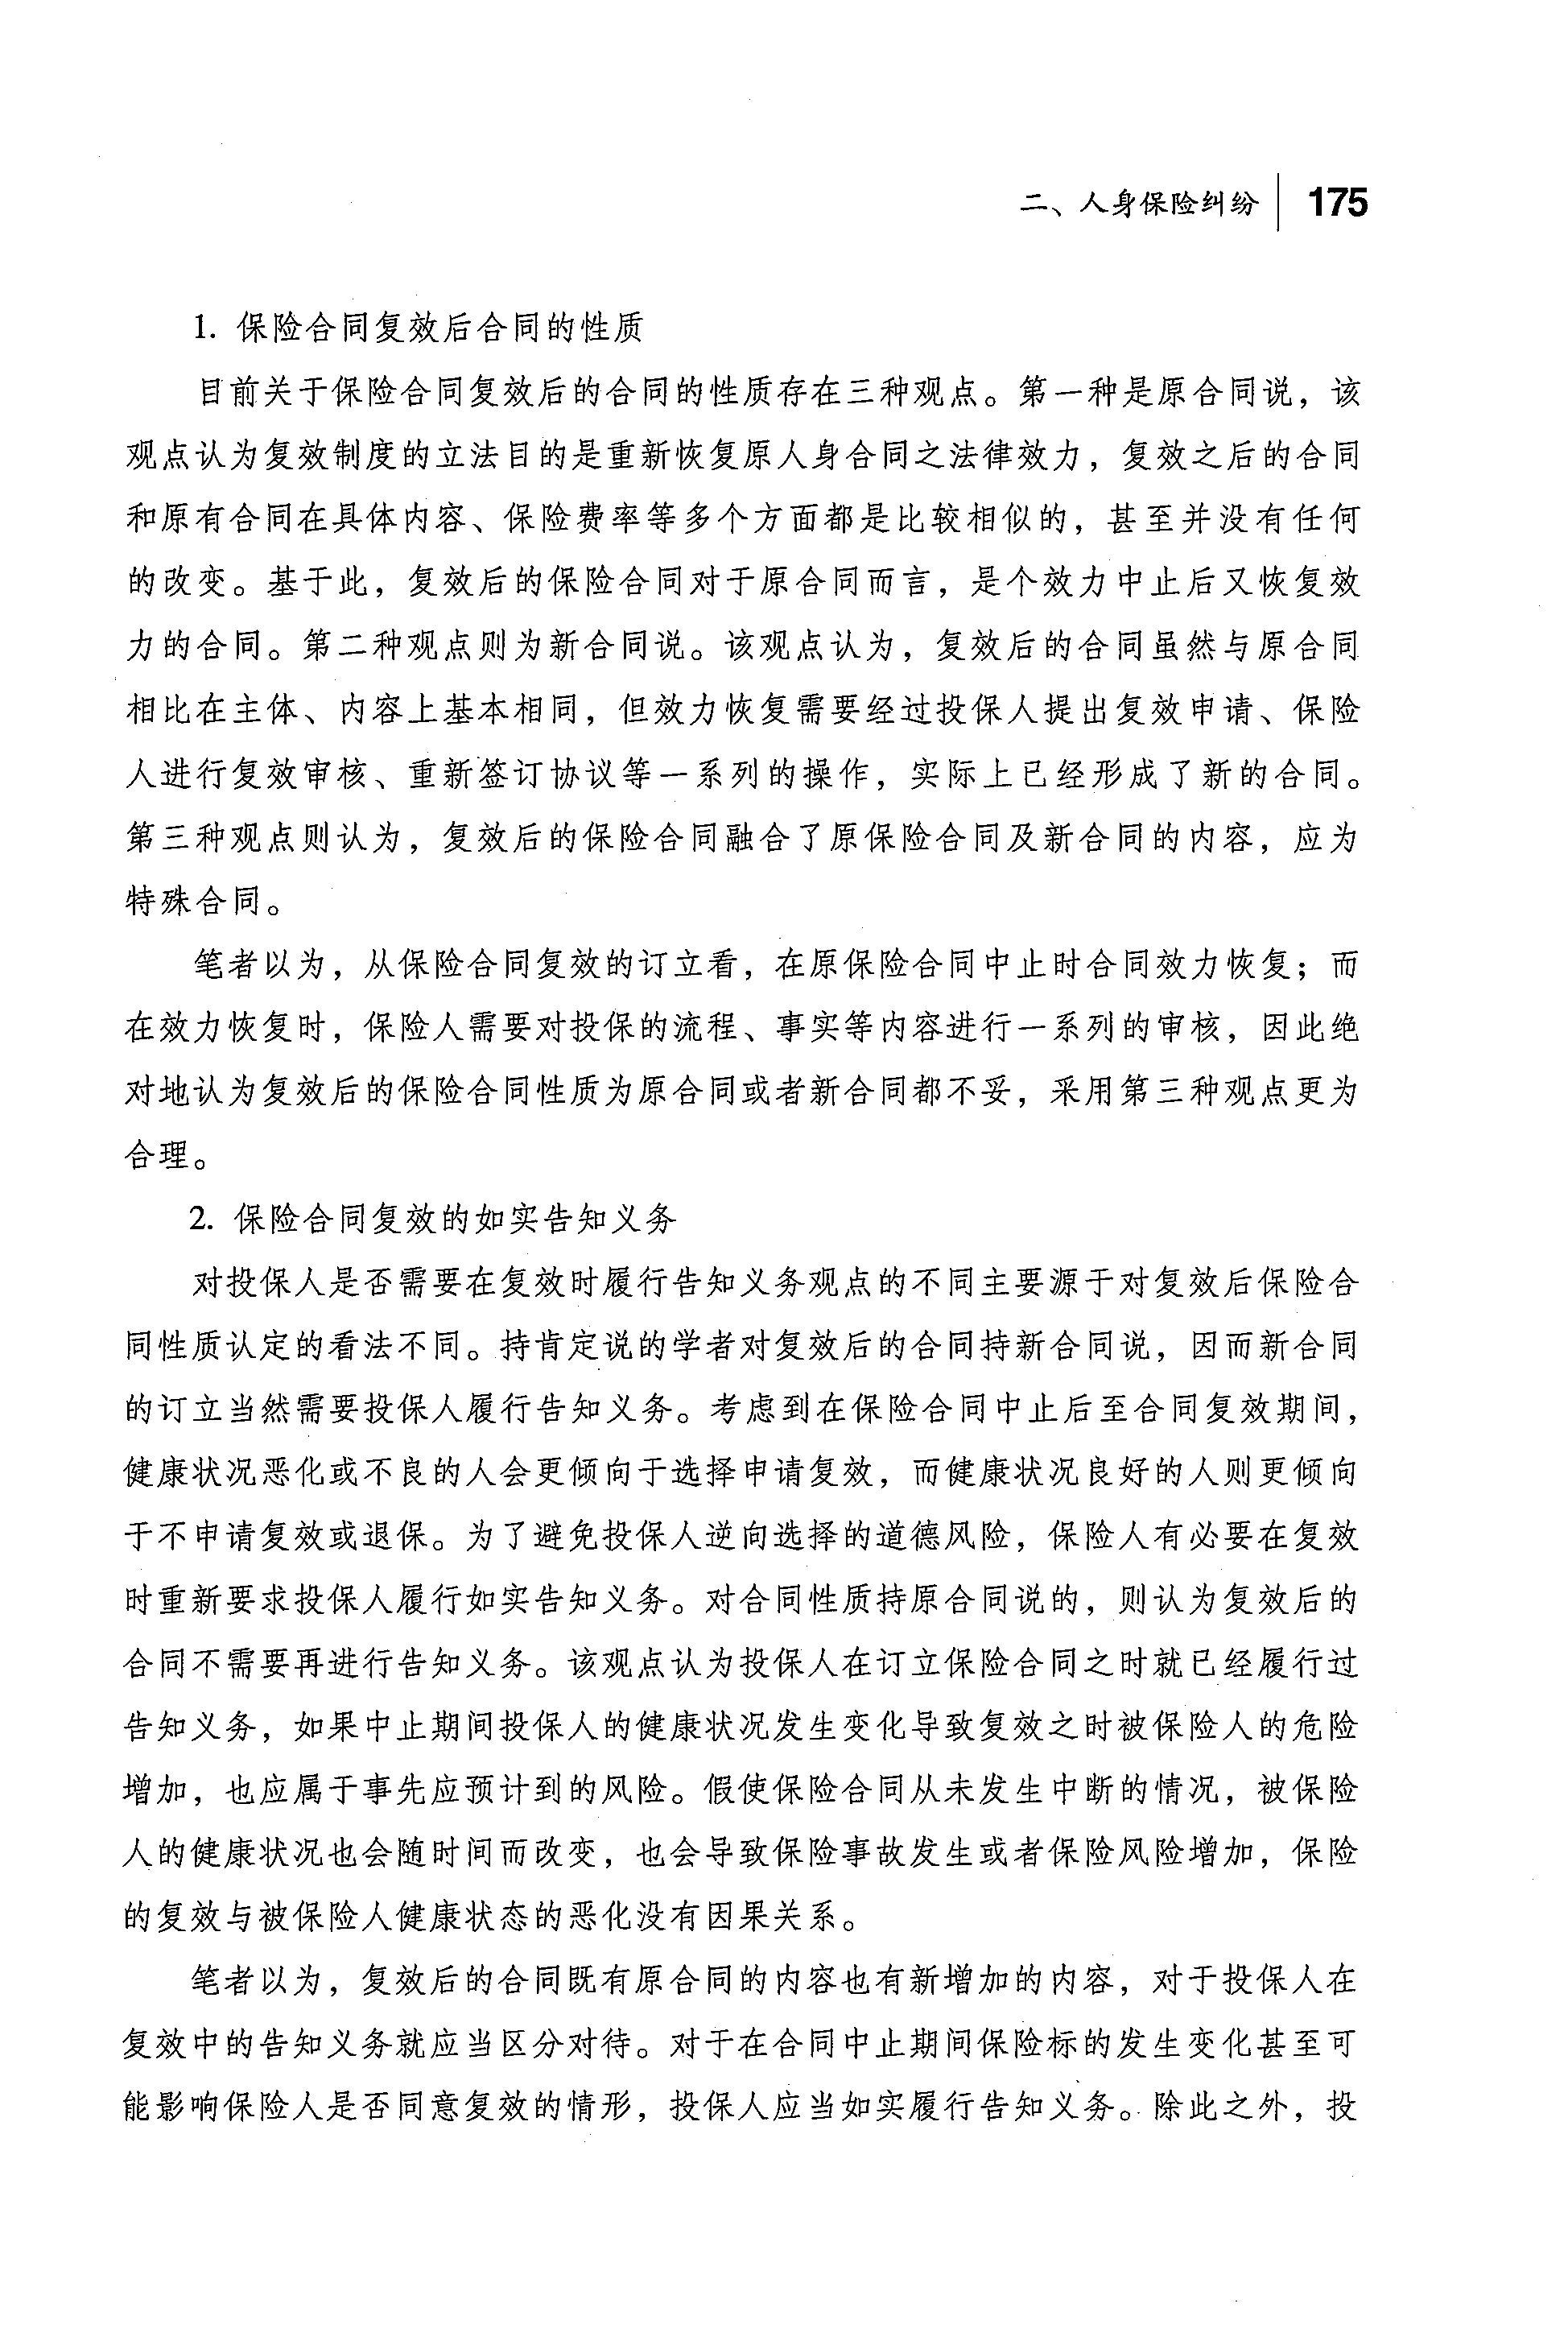 二、人身保险纠纷 175
1. 保险合同复效后合同的性质
目前关于保险合同复效后的合同的性质存在三种观点。第一种是原合同说，该
观点认为复效制度的立法目的是重新恢复原人身合同之法律效力，复效之后的合同
和原有合同在具体内容、保险费率等多个方面都是比较相似的，甚至并没有任何
的改变。基于此，复效后的保险合同对于原合同而言，是个效力中止后又恢复效
力的合同。第二种观点则为新合同说。该观点认为，复效后的合同虽然与原合同
相比在主体、内容上基本相同，但效力恢复需要经过投保人提出复效申请、保险
人进行复效审核、重新签订协议等一系列的操作，实际上已经形成了新的合同。
第三种观点则认为，复效后的保险合同融合了原保险合同及新合同的内容，应为
特殊合同。
笔者以为，从保险合同复效的订立看，在原保险合同中止时合同效力恢复；而
在效力恢复时，保险人需要对投保的流程、事实等内容进行一系列的审核，因此绝
对地认为复效后的保险合同性质为原合同或者新合同都不妥，采用第三种观点更为
合理。
2. 保险合同复效的如实告知义务
对投保人是否需要在复效时履行告知义务观点的不同主要源于对复效后保险合
同性质认定的看法不同。持肯定说的学者对复效后的合同持新合同说，因而新合同
的订立当然需要投保人履行告知义务。考虑到在保险合同中止后至合同复效期间，
健康状况恶化或不良的人会更倾向于选择申请复效，而健康状况良好的人则更倾向
于不申请复效或退保。为了避免投保人逆向选择的道德风险，保险人有必要在复效
时重新要求投保人履行如实告知义务。对合同性质持原合同说的，则认为复效后的
合同不需要再进行告知义务。该观点认为投保人在订立保险合同之时就已经履行过
告知义务，如果中止期间投保人的健康状况发生变化导致复效之时被保险人的危险
增加，也应属于事先应预计到的风险。假使保险合同从未发生中断的情况，被保险
人的健康状况也会随时间而改变，也会导致保险事故发生或者保险风险增加，保险
的复效与被保险人健康状态的恶化没有因果关系。
笔者以为，复效后的合同既有原合同的内容也有新增加的内容，对于投保人在
复效中的告知义务就应当区分对待。对于在合同中止期间保险标的发生变化甚至可
能影响保险人是否同意复效的情形，投保人应当如实履行告知义务。除此之外，投